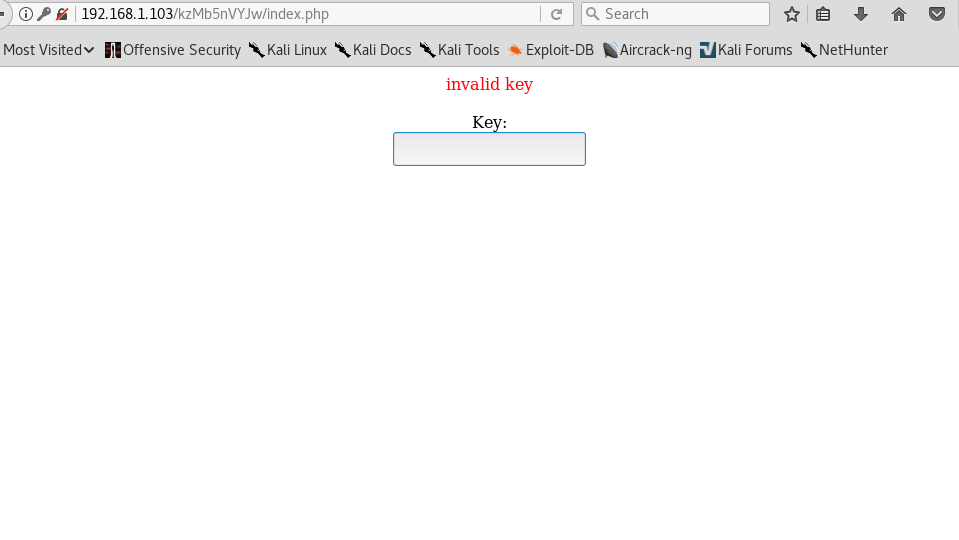 192.168.1.103/kzMb5nVYJw/index.php Search
Most Visited Offensive Security Kali Linux Kali Docs Kali Tools Exploit-DB Aircrack-ng Kali Forums NetHunter
invalid key
Key: